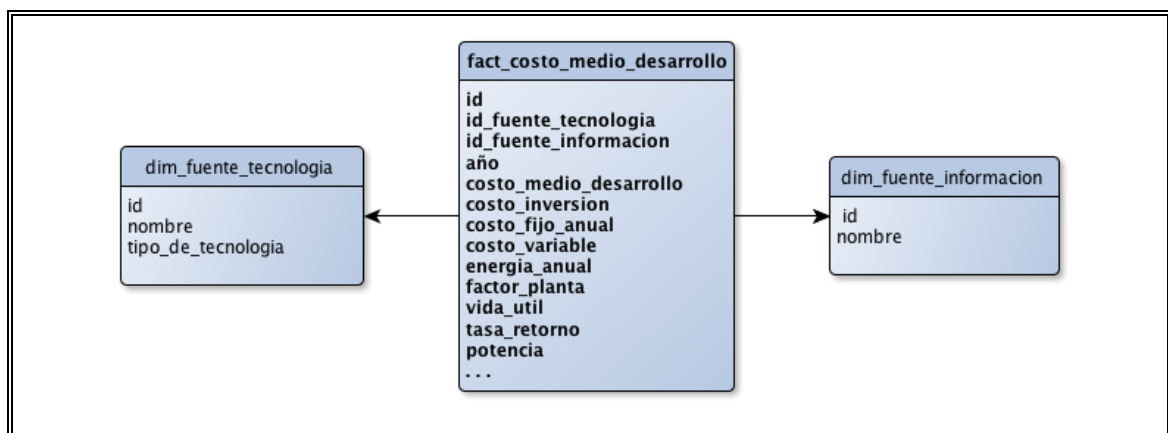 fact_costo_medio_desarrollo
id
id_fuente_tecnologia
id_fuente_informacion
año
costo_medio_desarrollo
costo_inversion
costo_fijo_anual
costo_variable
energia_anual
factor_planta
vida_util
tasa_retorno
potencia
. . .
dim_fuente_tecnologia
id
nombre
tipo_de_tecnologia
dim_fuente_informacion
id
nombre